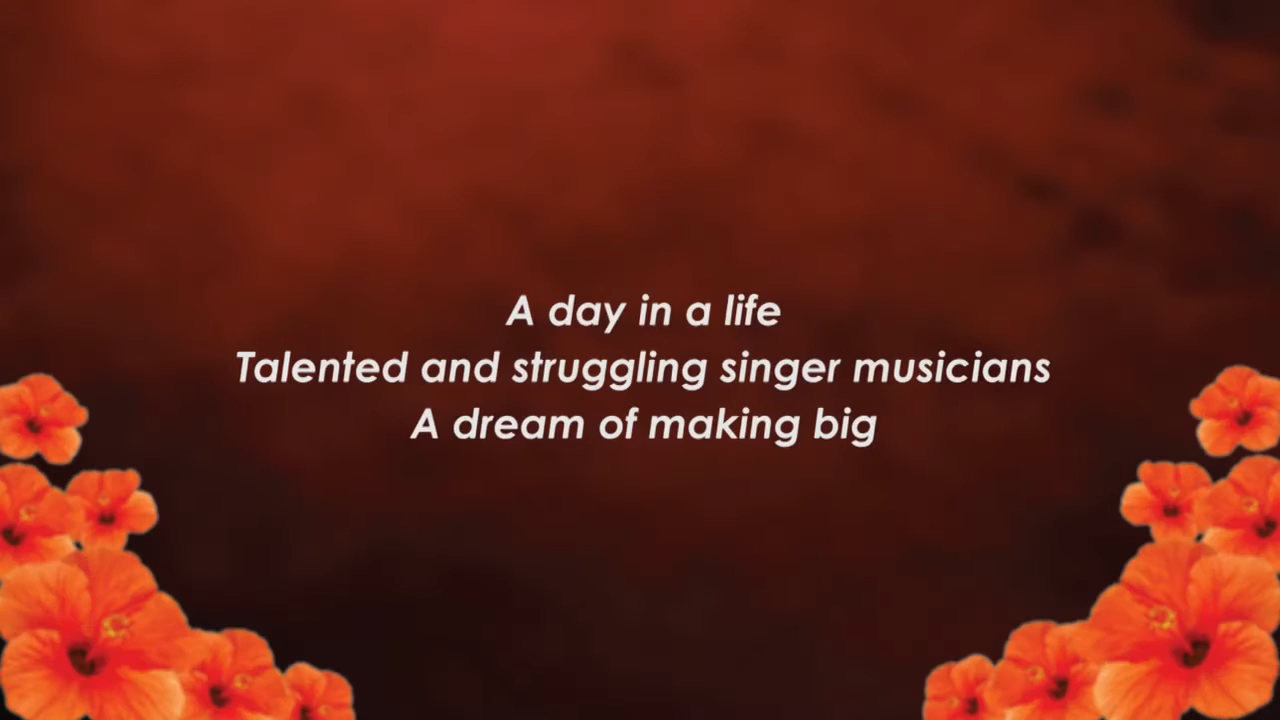 A day in a life
Talented and struggling singer musicians
A dream of making big